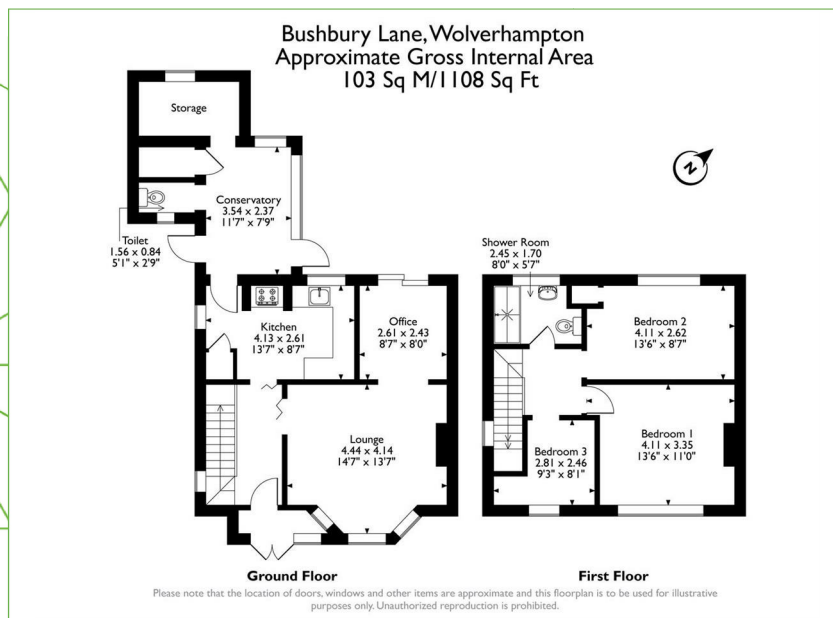 Bushbury Lane, Wolverhampton
Approximate Gross Internal Area
103 Sq M/1108 Sq Ft
Storage
N
Conservatory
3.54 x 2.37
11'7" x 7'9"
Toilet
1.56 x 0.84
5'1" x 2'9"
Kitchen
4.13 x 2.61
13'7" x 8'7"
Office
2.61 x 2.43
8'7" x 8'0"
Lounge
4.44 x 4.14
14'7" x 13'7"
Shower Room
2.45 x 1.70
8'0" x 5'7"
Bedroom 2
4.11 x 2.62
13'6" x 8'7"
Bedroom 1
4.11 x 3.35
13'6" x 11'0"
Bedroom 3
2.81 x 2.46
9'3" x 8'1"
Ground Floor
First Floor
Please note that the location of doors, windows and other items are approximate and this floorplan is to be used for illustrative
purposes only. Unauthorized reproduction is prohibited.